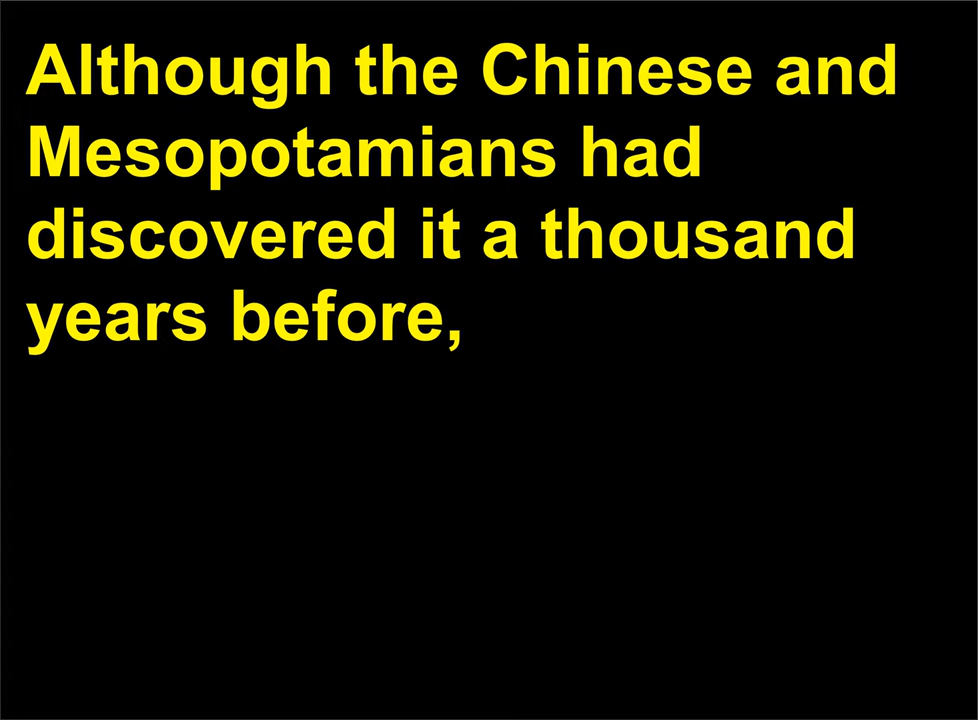 Although the Chinese and
Mesopotamians had
discovered it a thousand
years before,